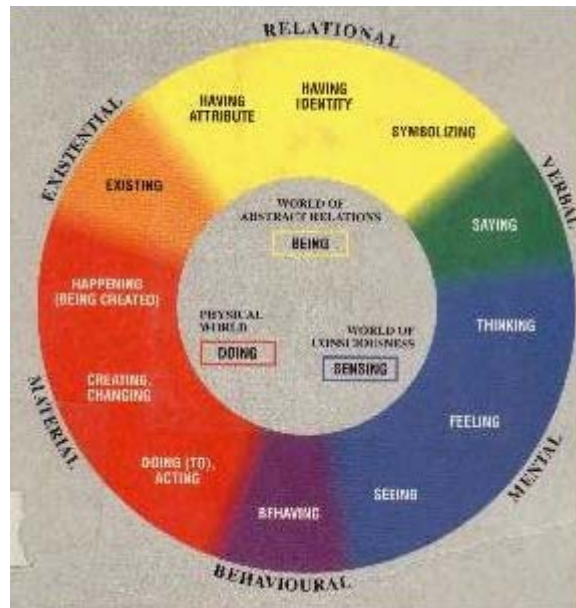 RELATIONAL
HAVING
ATTRIBUTE
HAVING
IDENTITY
SYMBOLIZING
EXISTENTIAL
EXISTING
VERBAL
SAYING
WORLD OF
ABSTRACT RELATIONS
BEING
HAPPENING
(BEING CREATED)
PHYSICAL
WORLD
DOING
WORLD OF
CONSCIOUSNESS
SENSING
THINKING
CREATING,
CHANGING
MATERIAL
FEELING
MENTAL
DOING (TO),
ACTING
SEEING
BEHAVING
BEHAVIOURAL